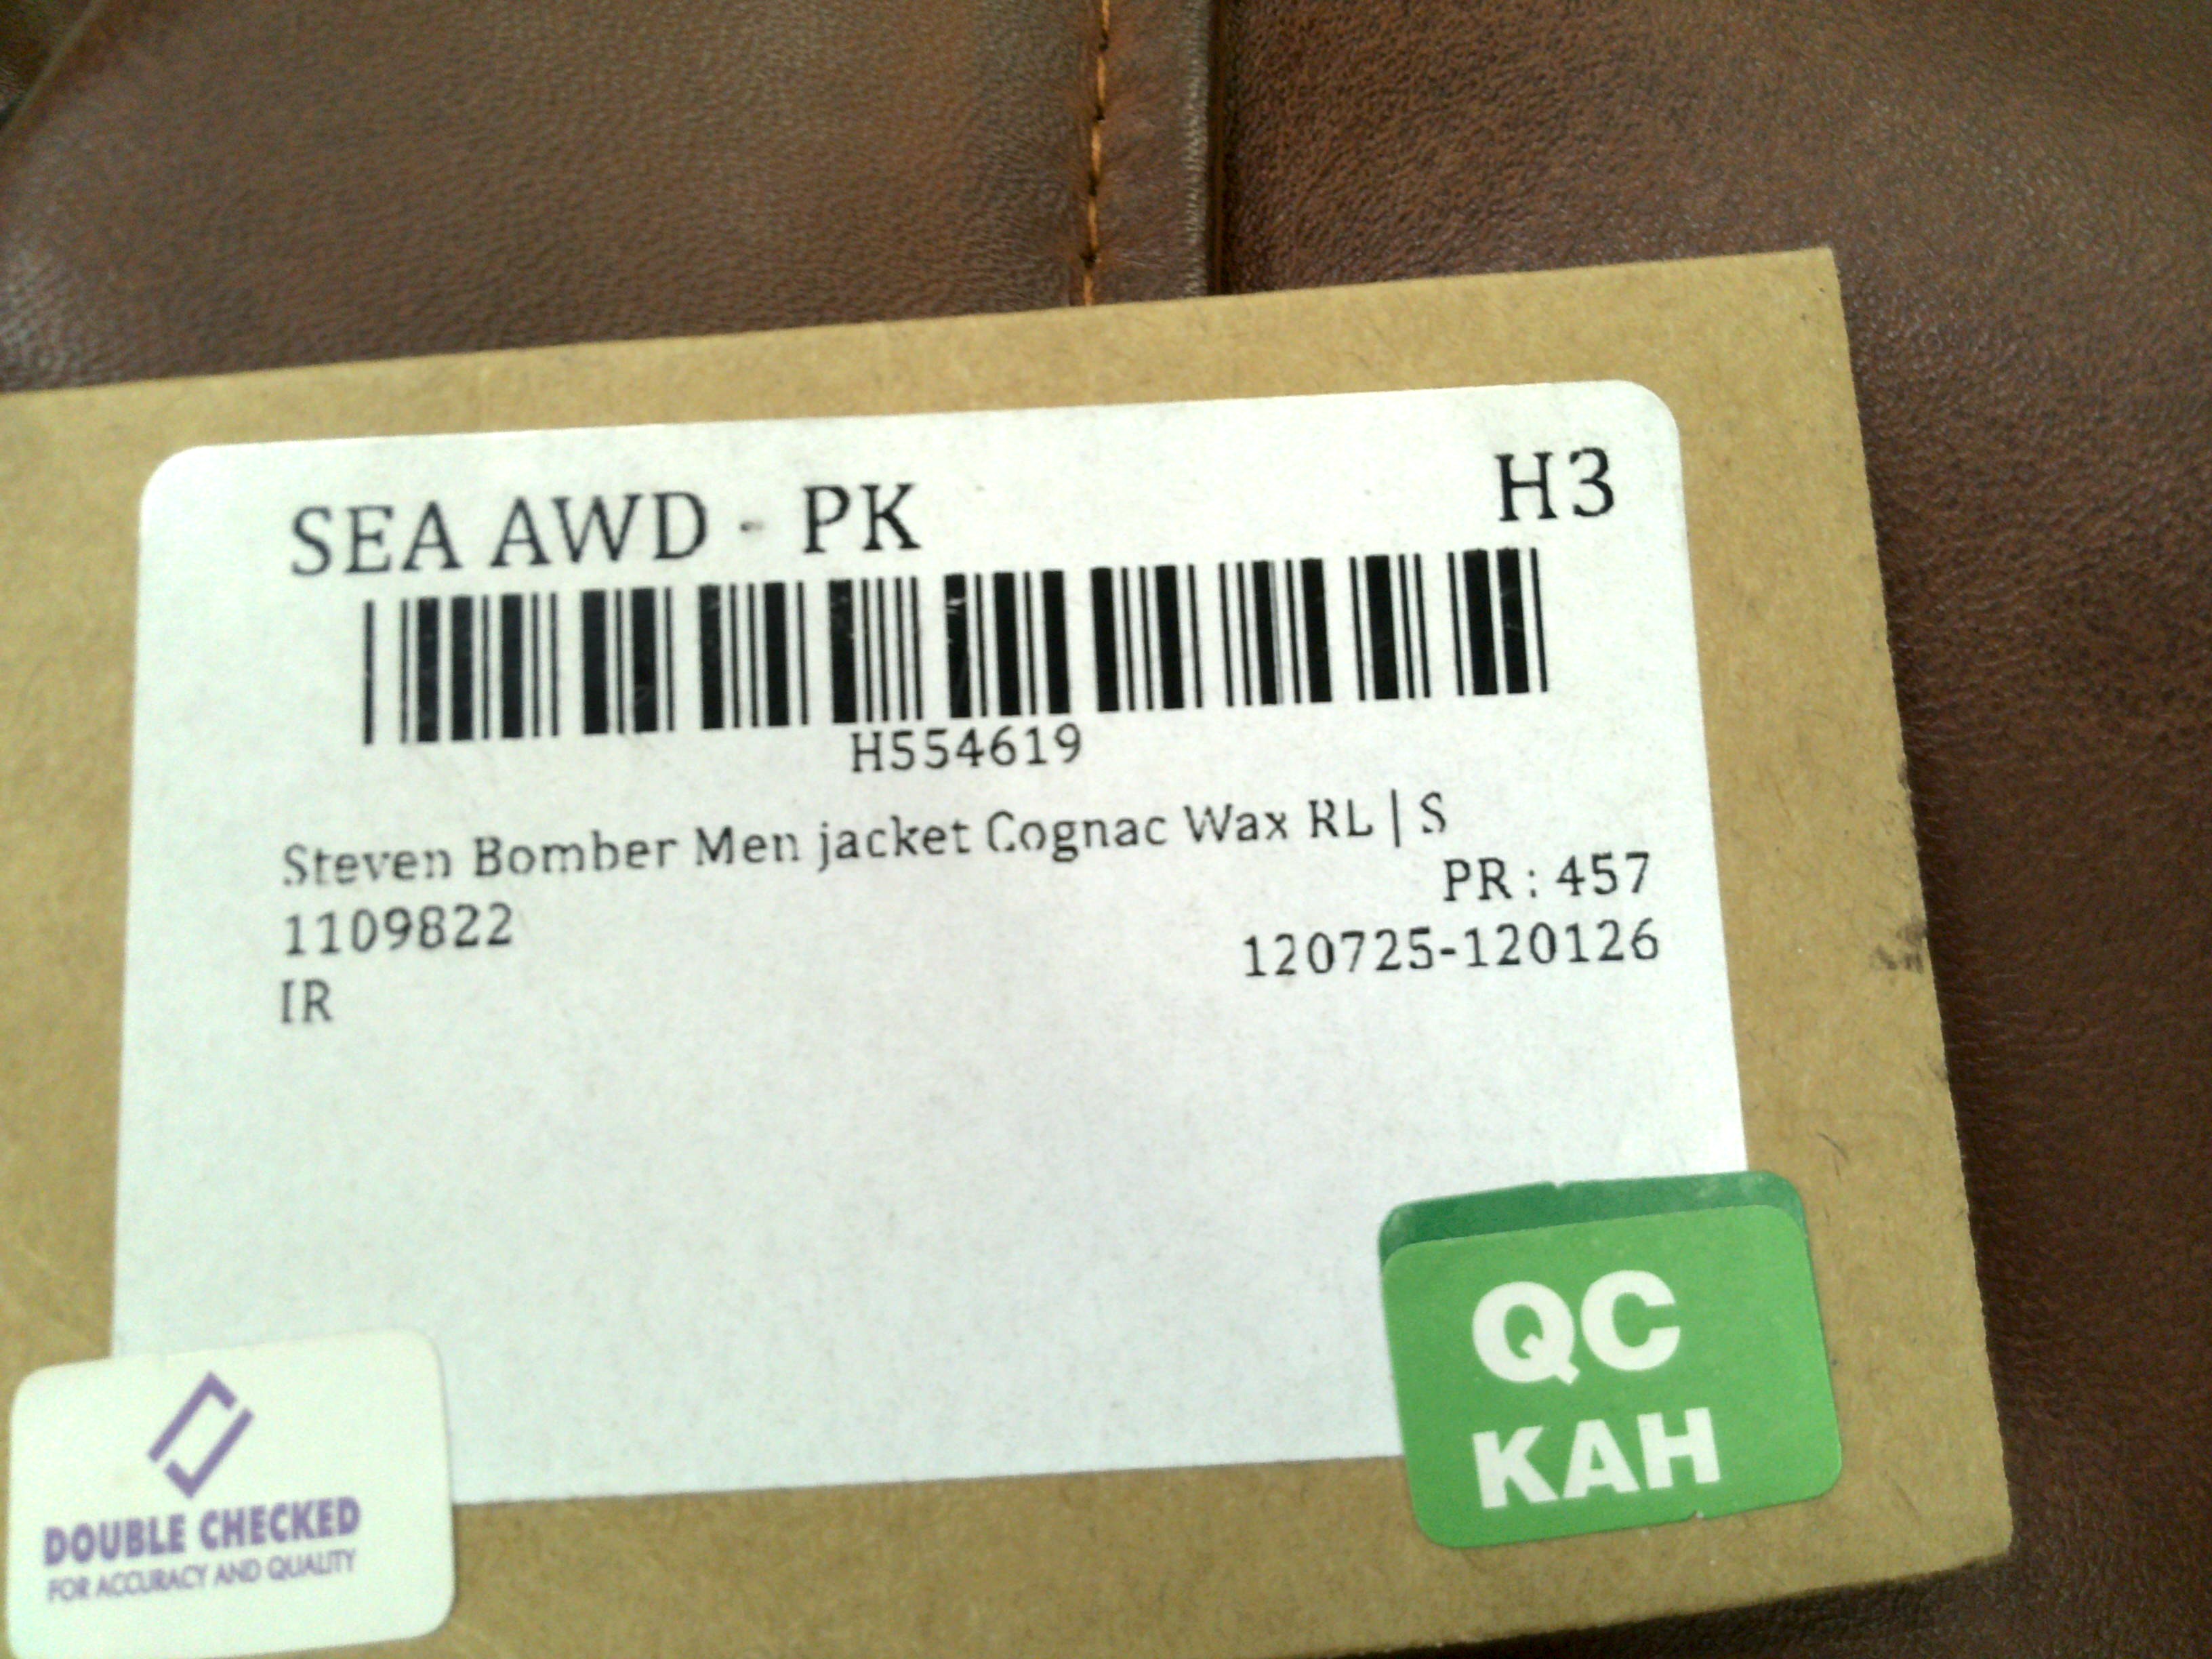 SEA AWD - PK
H3
H554619
Steven Bomber Men jacket Cognac Wax RL | S
PR : 457
1109822
120725-120126
IR
QC
KAH
DOUBLE CHECKED
FOR ACCURACY AND QUALITY